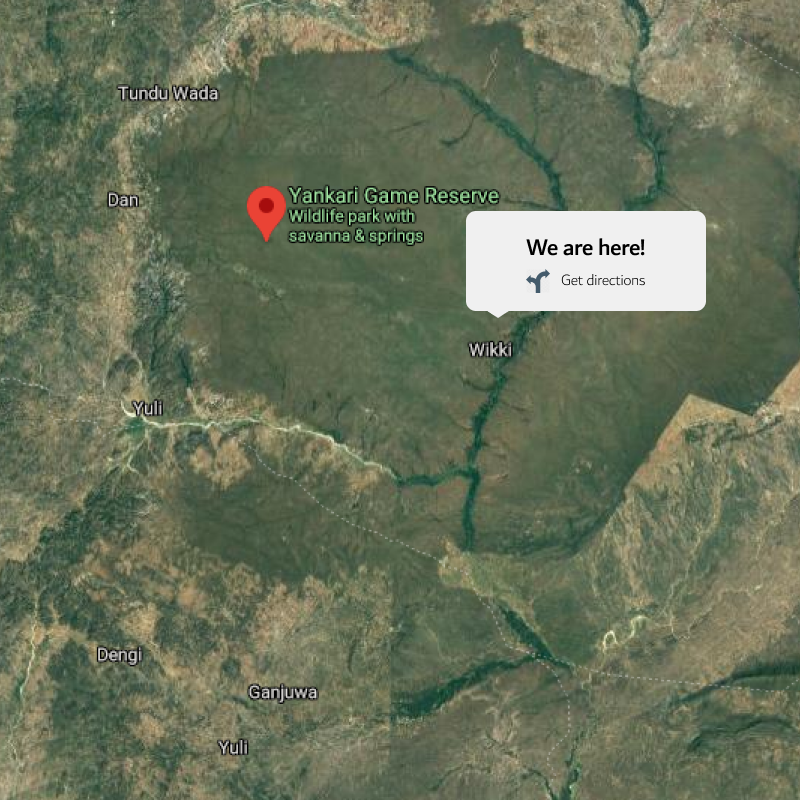 Tundu Wada
Dan
Yankari Game Reserve
Wildlife park with
savanna & springs
We are here!
Get directions
Wikki
Yuli
Dengi
Ganjuwa
Yuli